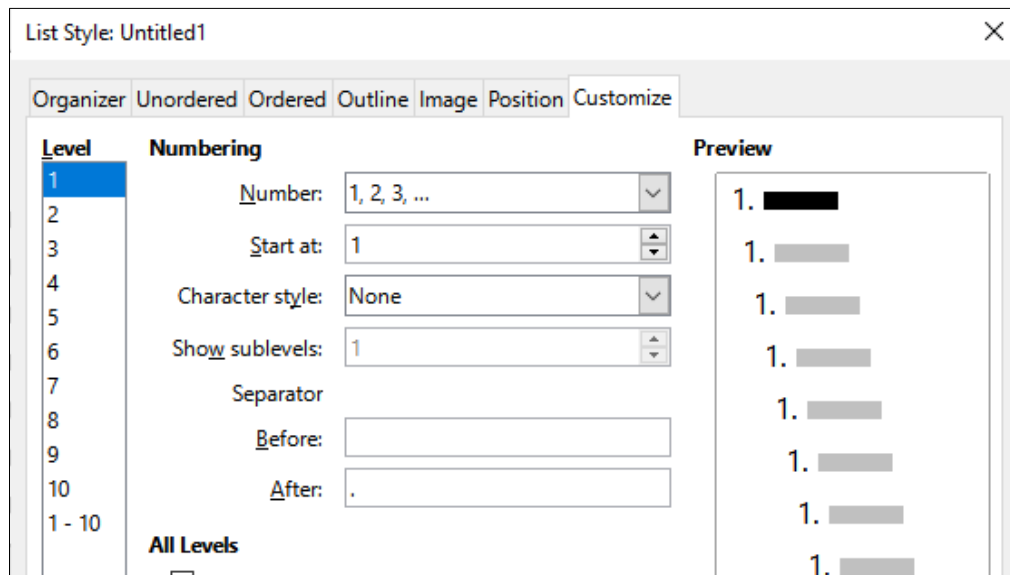 List Style: Untitled1
Organizer Unordered Ordered Outline Image Position Customize
Level
1
2
3
4
5
6
7
8
9
10
1 - 10
Numbering
Number: 1, 2, 3, ...
Start at: 1
Character style: None
Show sublevels: 1
Separator
Before:
After: .
All Levels
Preview
1.
1.
1.
1.
1.
1.
1.
1.